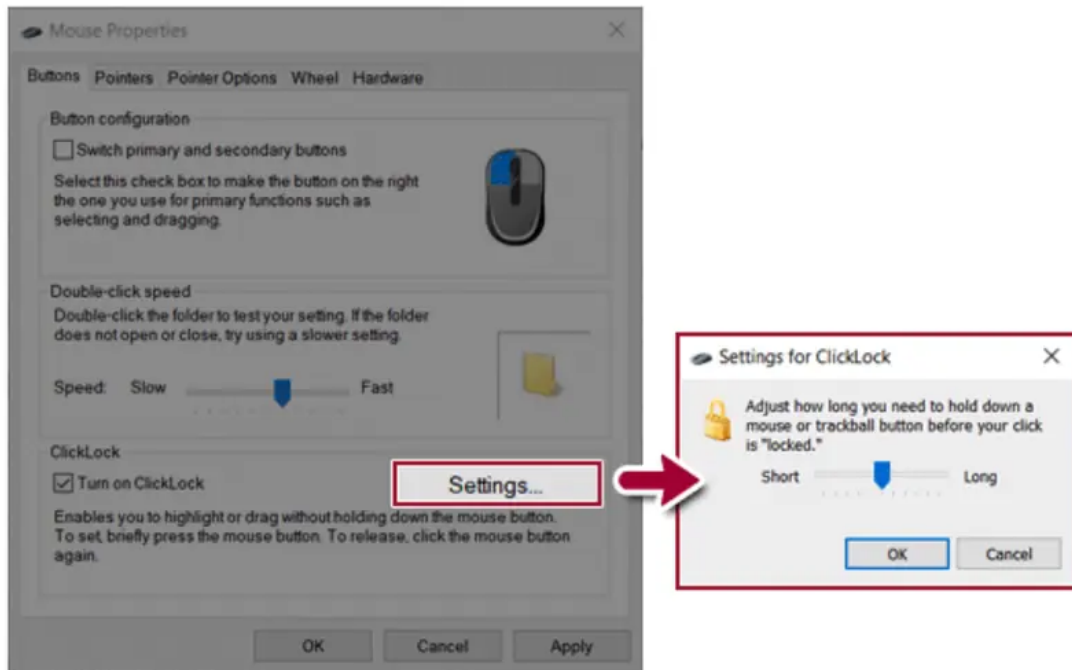 Mouse Properties
Buttons Pointers Pointer Options Wheel Hardware
Button configuration
Switch primary and secondary buttons
Select this check box to make the button on the right
the one you use for primary functions such as
selecting and dragging.
Double-click speed
Double-click the folder to test your setting. If the folder
does not open or close, try using a slower setting.
Speed: Slow Fast
ClickLock
Turn on ClickLock
Settings...
Enables you to highlight or drag without holding down the mouse button.
To set, briefly press the mouse button. To release, click the mouse button
again.
OK Cancel Apply
Settings for ClickLock
Adjust how long you need to hold down a
mouse or trackball button before your click
is "locked."
Short Long
OK Cancel